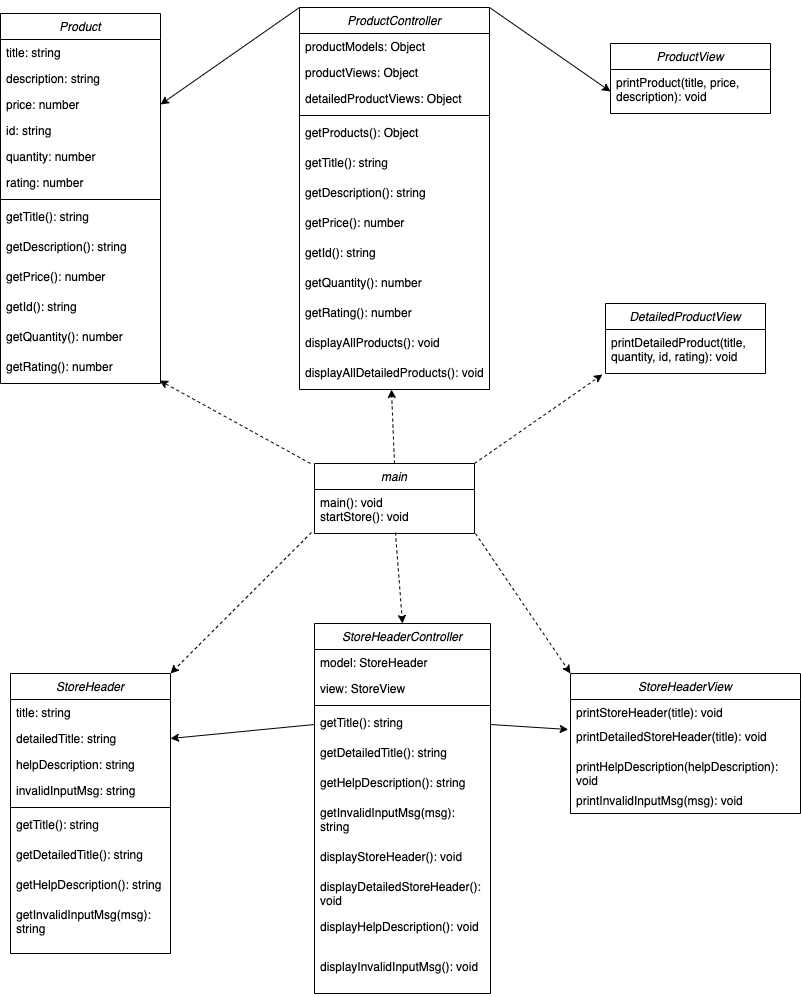 Product
title: string
description: string
price: number
id: string
quantity: number
rating: number
getTitle(): string
getDescription(): string
getPrice(): number
getId(): string
getQuantity(): number
getRating(): number
ProductController
productModels: Object
productViews: Object
detailedProductViews: Object
getProducts(): Object
getTitle(): string
getDescription(): string
getPrice(): number
getId(): string
getQuantity(): number
getRating(): number
displayAllProducts(): void
displayAllDetailedProducts(): void
ProductView
printProduct(title, price,
description): void
DetailedProductView
printDetailedProduct(title,
quantity, id, rating): void
main
main(): void
startStore(): void
StoreHeader
title: string
detailedTitle: string
helpDescription: string
invalidInputMsg: string
getTitle(): string
getDetailedTitle(): string
getHelpDescription(): string
getInvalidInputMsg(msg):
string
StoreHeaderController
model: StoreHeader
view: StoreView
getTitle(): string
getDetailedTitle(): string
getHelpDescription(): string
getInvalidInputMsg(msg):
string
displayStoreHeader(): void
displayDetailedStoreHeader():
void
displayHelpDescription(): void
displayInvalidInputMsg(): void
StoreHeaderView
printStoreHeader(title): void
printDetailedStoreHeader(title): void
printHelpDescription(helpDescription):
void
printInvalidInputMsg(msg): void